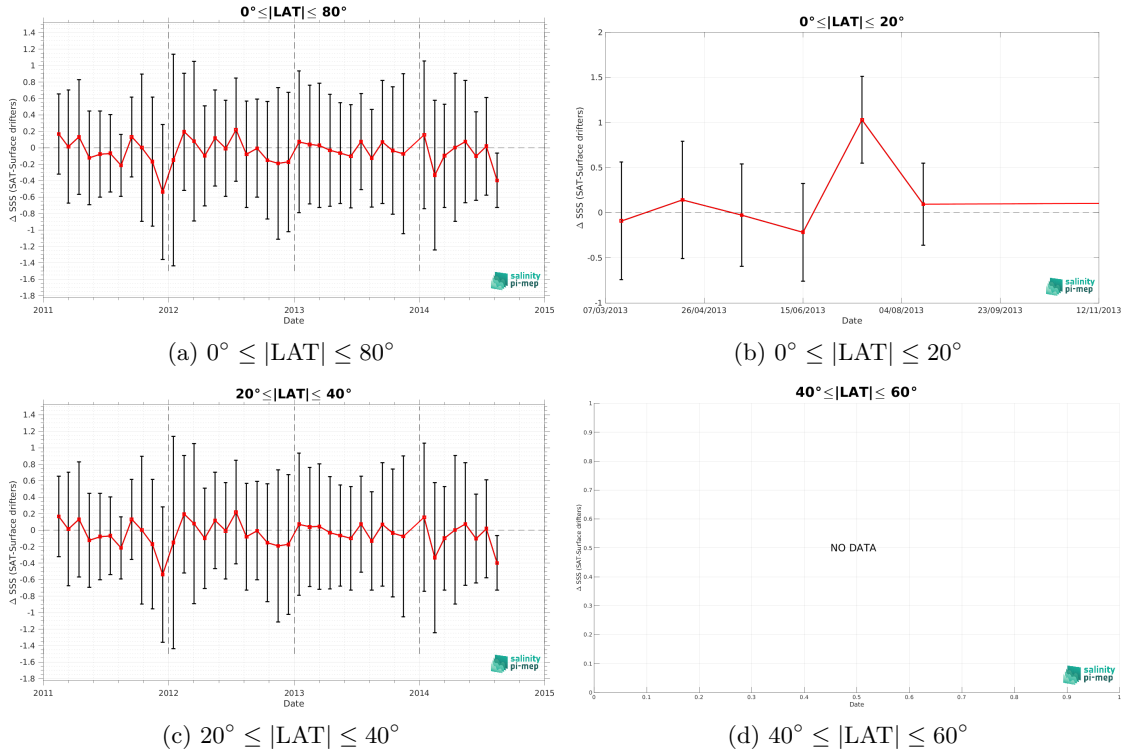 0°≤|LAT|≤ 80°
Δ SSS (SAT-Surface drifters)
1.4
1.2
1
0.8
0.6
0.4
0.2
0
-0.2
-0.4
-0.6
-0.8
-1
-1.2
-1.4
-1.6
-1.8
2011 2012 2013 2014 2015
Date
salinity
pi-mep
(a) 0° ≤ |LAT| ≤ 80°
0°≤|LAT|≤ 20°
Δ SSS (SAT-Surface drifters)
2
1.5
1
0.5
0
-0.5
-1
07/03/2013 26/04/2013 15/06/2013 04/08/2013 23/09/2013 12/11/2013
Date
salinity
pi-mep
(b) 0° ≤ |LAT| ≤ 20°
20°≤|LAT|≤ 40°
Δ SSS (SAT-Surface drifters)
1.4
1.2
1
0.8
0.6
0.4
0.2
0
-0.2
-0.4
-0.6
-0.8
-1
-1.2
-1.4
-1.6
-1.8
2011 2012 2013 2014 2015
Date
salinity
pi-mep
(c) 20° ≤ |LAT| ≤ 40°
40°≤|LAT|≤ 60°
Δ SSS (SAT-Surface drifters)
1
0.9
0.8
0.7
0.6
0.5
0.4
0.3
0.2
0.1
0
NO DATA
0 0.1 0.2 0.3 0.4 0.5 0.6 0.7 0.8 0.9 1
Date
salinity
pi-mep
(d) 40° ≤ |LAT| ≤ 60°